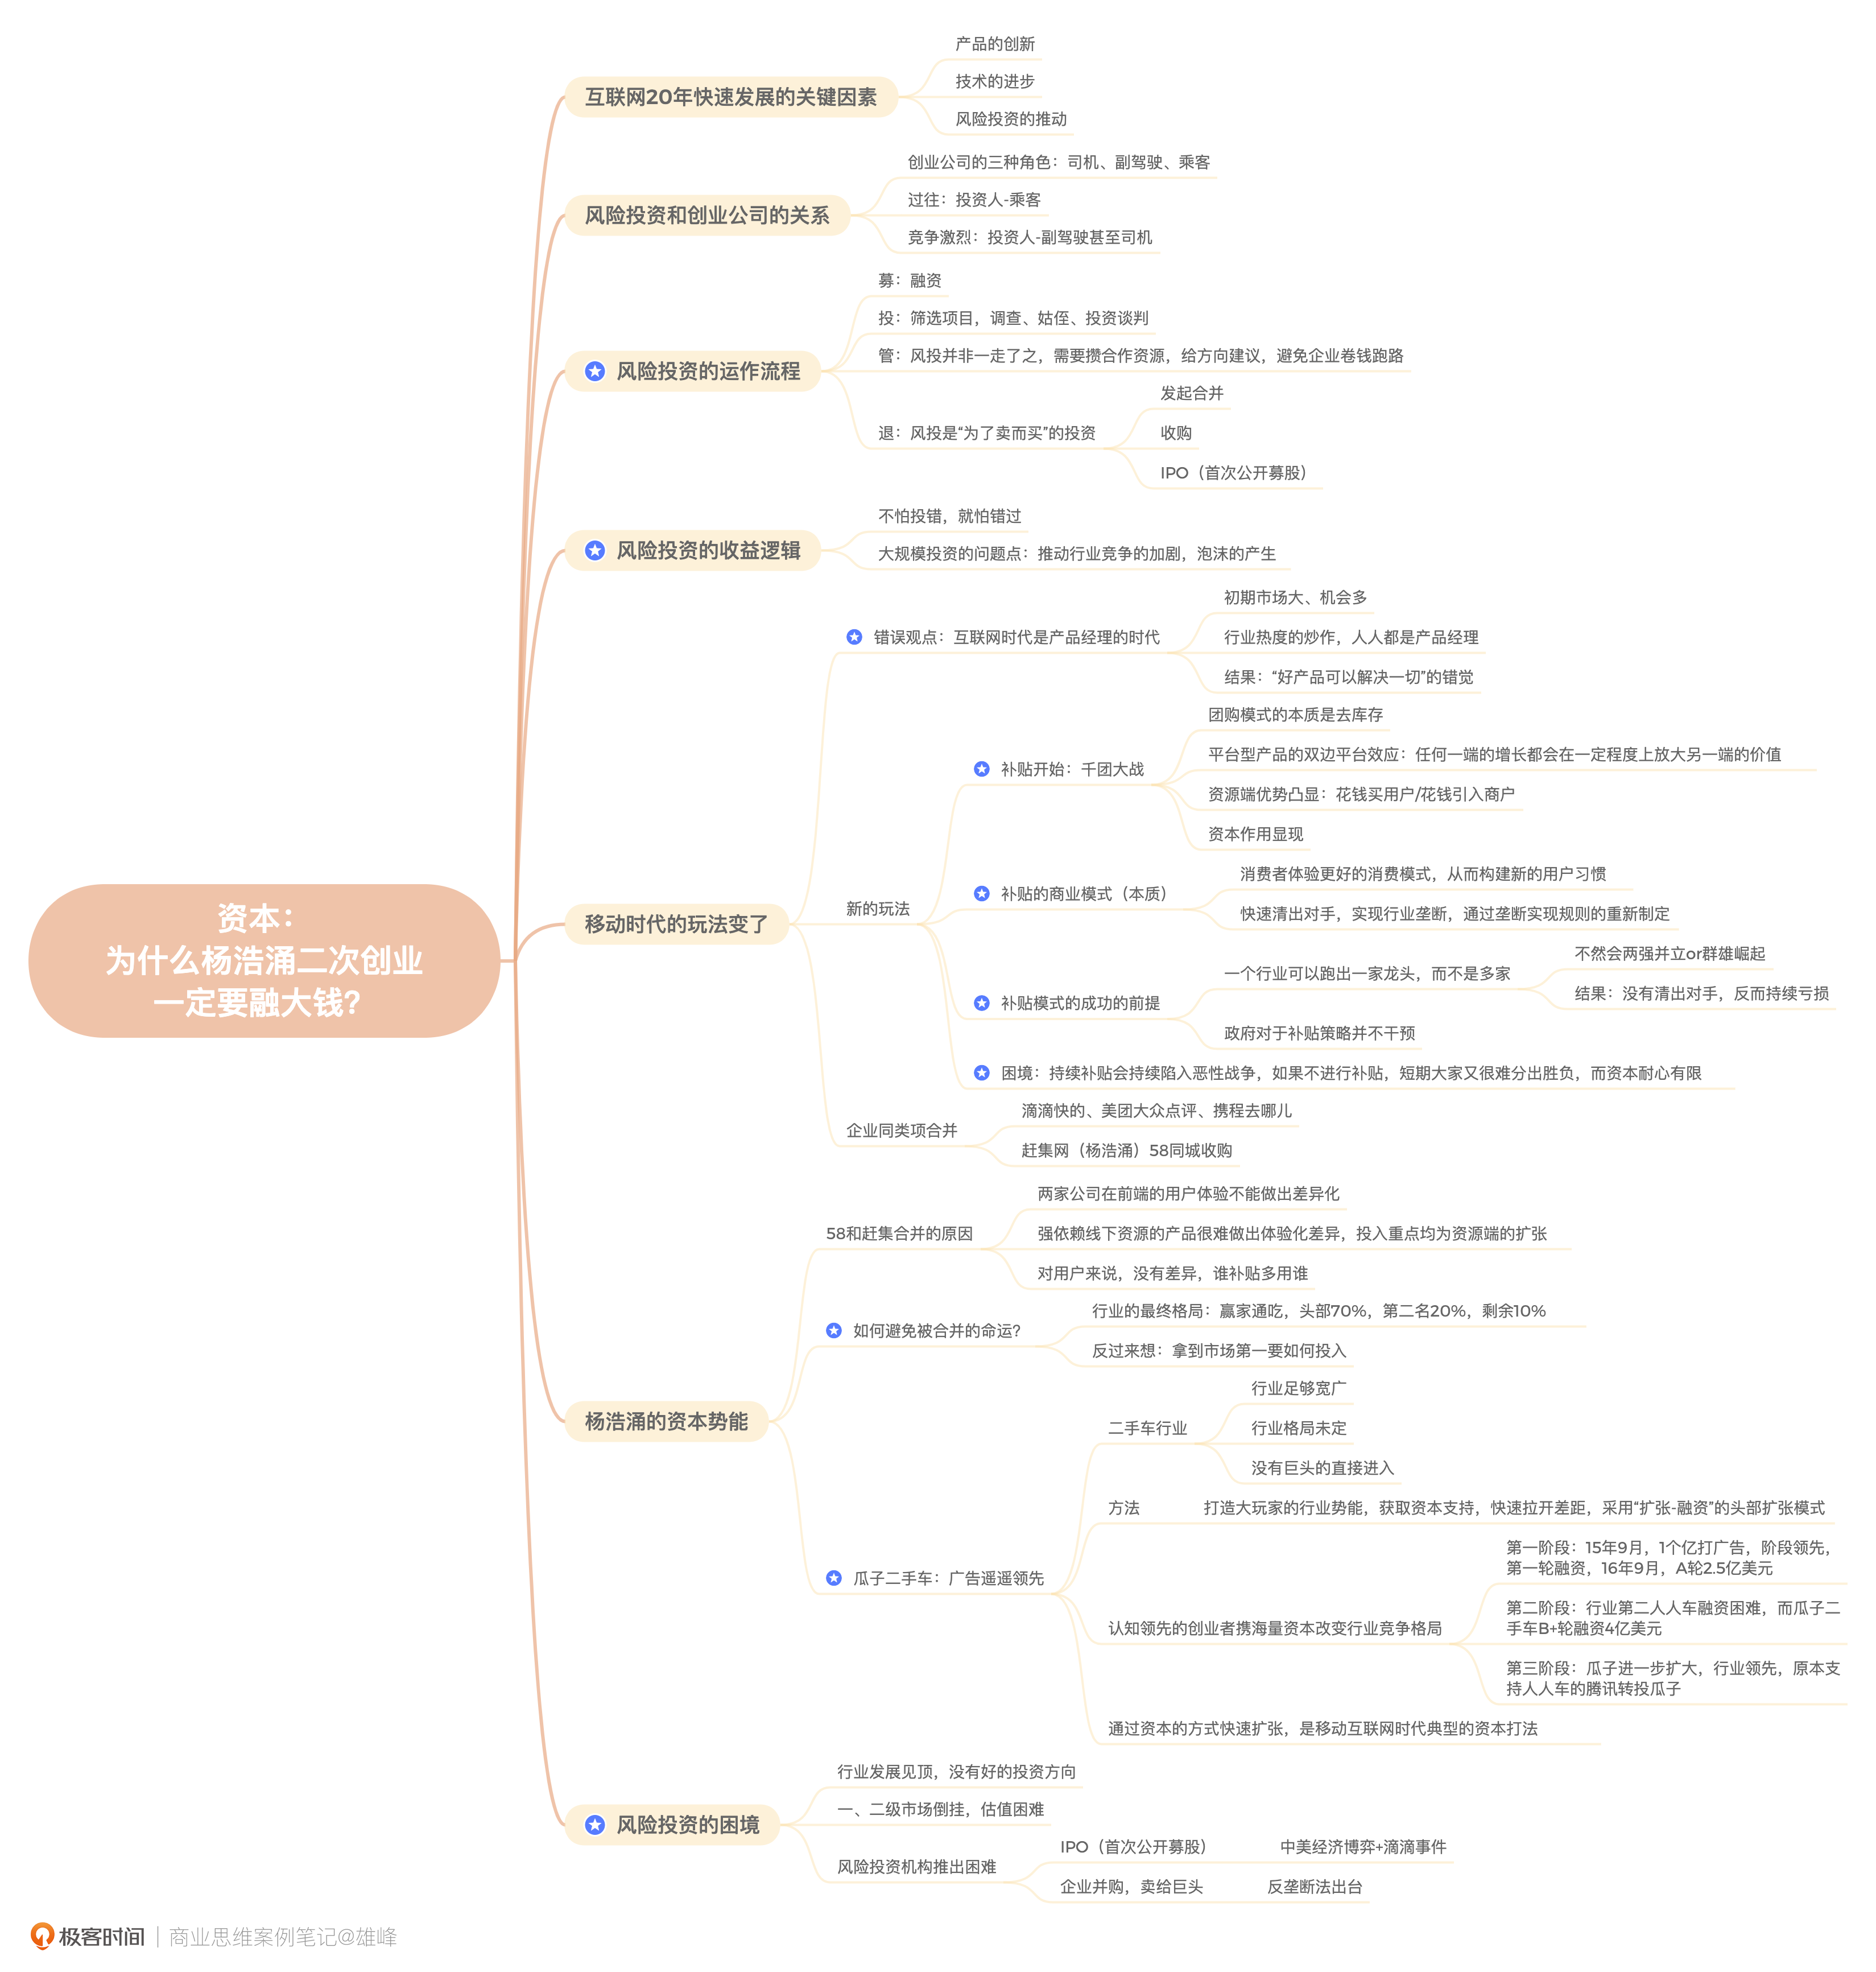 资本：
为什么杨浩涌二次创业
一定要融大钱？
互联网20年快速发展的关键因素
产品的创新
技术的进步
风险投资的推动
风险投资和创业公司的关系
创业公司的三种角色：司机、副驾驶、乘客
过往：投资人-乘客
竞争激烈：投资人-副驾驶甚至司机
风险投资的运作流程
募：融资
投：筛选项目，调查、姑侄、投资谈判
管：风投并非一走了之，需要攒合作资源，给方向建议，避免企业卷钱跑路
退：风投是“为了卖而买”的投资
发起合并
收购
IPO（首次公开募股）
风险投资的收益逻辑
不怕投错，就怕错过
大规模投资的问题点：推动行业竞争的加剧，泡沫的产生
移动时代的玩法变了
错误观点：互联网时代是产品经理的时代
初期市场大、机会多
行业热度的炒作，人人都是产品经理
结果：“好产品可以解决一切”的错觉
新的玩法
补贴开始：千团大战
团购模式的本质是去库存
平台型产品的双边平台效应：任何一端的增长都会在一定程度上放大另一端的价值
资源端优势凸显：花钱买用户/花钱引入商户
资本作用显现
补贴的商业模式（本质）
消费者体验更好的消费模式，从而构建新的用户习惯
快速清出对手，实现行业垄断，通过垄断实现规则的重新制定
补贴模式的成功的前提
一个行业可以跑出一家龙头，而不是多家
不然会两强并立or群雄崛起
结果：没有清出对手，反而持续亏损
政府对于补贴策略并不干预
困境：持续补贴会持续陷入恶性战争，如果不进行补贴，短期大家又很难分出胜负，而资本耐心有限
企业同类项合并
滴滴快的、美团大众点评、携程去哪儿
赶集网（杨浩涌）58同城收购
杨浩涌的资本势能
58和赶集合并的原因
两家公司在前端的用户体验不能做出差异化
强依赖线下资源的产品很难做出体验化差异，投入重点均为资源端的扩张
对用户来说，没有差异，谁补贴多用谁
如何避免被合并的命运？
行业的最终格局：赢家通吃，头部70%，第二名20%，剩余10%
反过来想：拿到市场第一要如何投入
瓜子二手车：广告遥遥领先
二手车行业
行业足够宽广
行业格局未定
没有巨头的直接进入
方法
打造大玩家的行业势能，获取资本支持，快速拉开差距，采用“扩张-融资”的头部扩张模式
认知领先的创业者携海量资本改变行业竞争格局
第一阶段：15年9月，1个亿打广告，阶段领先，
第一轮融资，16年9月，A轮2.5亿美元
第二阶段：行业第二人人车融资困难，而瓜子二
手车B+轮融资4亿美元
第三阶段：瓜子进一步扩大，行业领先，原本支
持人人车的腾讯转投瓜子
通过资本的方式快速扩张，是移动互联网时代典型的资本打法
风险投资的困境
行业发展见顶，没有好的投资方向
一、二级市场倒挂，估值困难
风险投资机构推出困难
IPO（首次公开募股）
中美经济博弈+滴滴事件
企业并购，卖给巨头
反垄断法出台
极客时间
商业思维案例笔记@雄峰